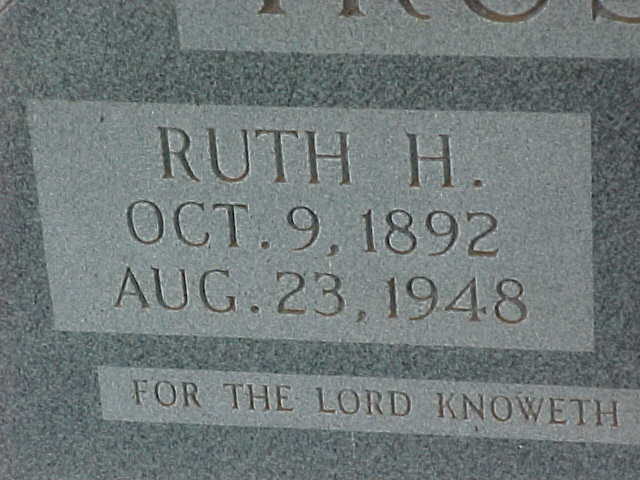 RUTH H.
OCT. 9, 1892
AUG. 23, 1948
FOR THE LORD KNOWETH